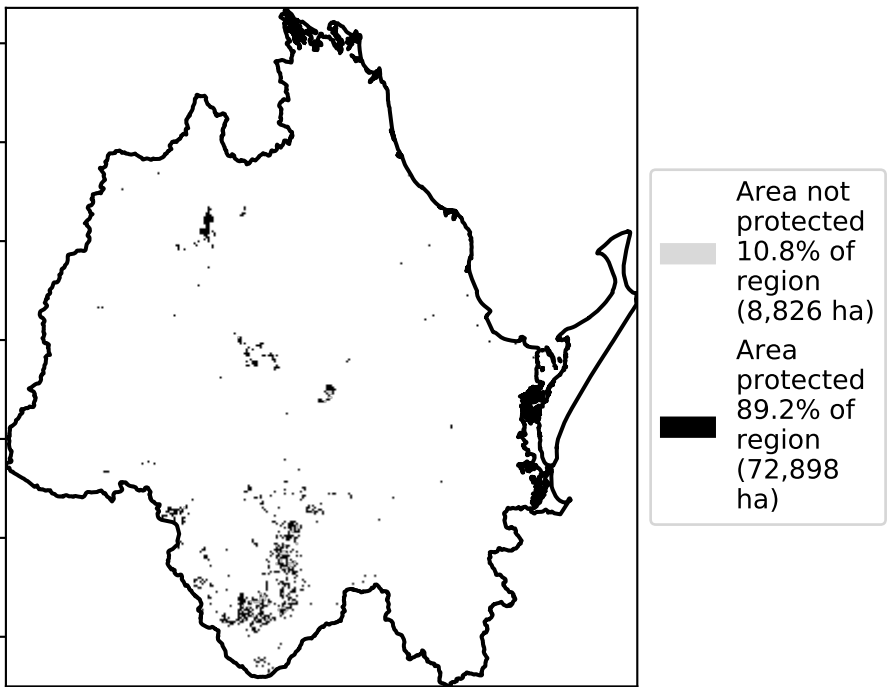 Area not
protected
10.8% of
region
(8,826 ha)
Area
protected
89.2% of
region
(72,898
ha)